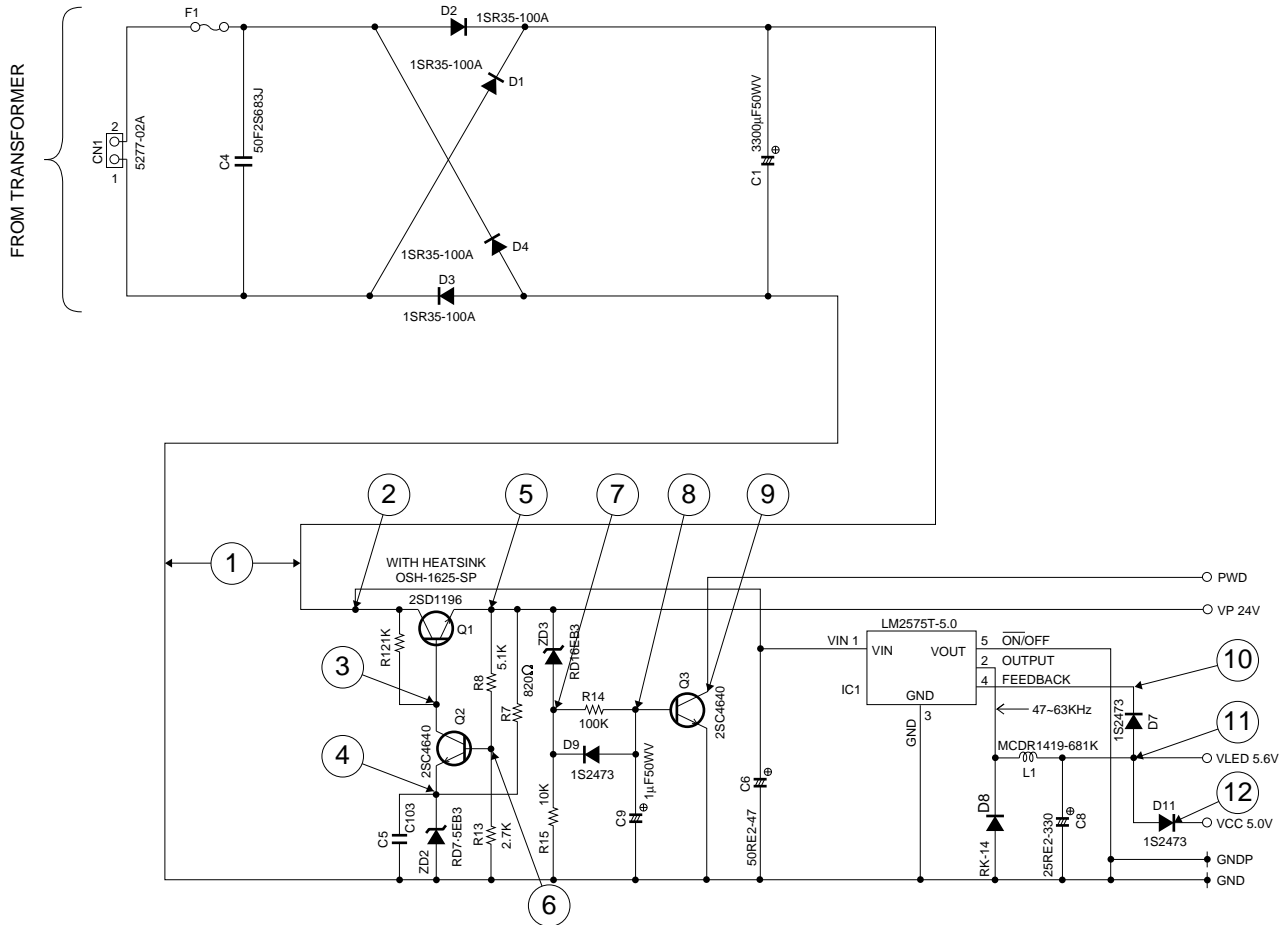 FROM TRANSFORMER
CN1
2
1
5277-02A
F1
C4
50F2S683J
D2
1SR35-100A
1SR35-100A
D1
1SR35-100A
D4
D3
1SR35-100A
C1
3300µF50WV
1
2
3
4
5
6
7
8
9
10
11
12
WITH HEATSINK
OSH-1625-SP
2SD1196
Q1
R121K
Q2
2SC4640
C5
C103
ZD2
RD7-5EB3
R8
5.1K
R13
2.7K
R7
820Ω
ZD3
RD16EB3
R14
100K
D9
1S2473
10K
R15
C9
1µF50WV
Q3
2SC4640
C6
50RE2-47
VIN 1
LM2575T-5.0
VIN
VOUT
GND
IC1
3
GND
5
ON/OFF
2
OUTPUT
4
FEEDBACK
47~63KHz
MCDR1419-681K
L1
D8
RK-14
C8
25RE2-330
1S2473
D7
D11
1S2473
PWD
VP 24V
VLED 5.6V
VCC 5.0V
GNDP
GND